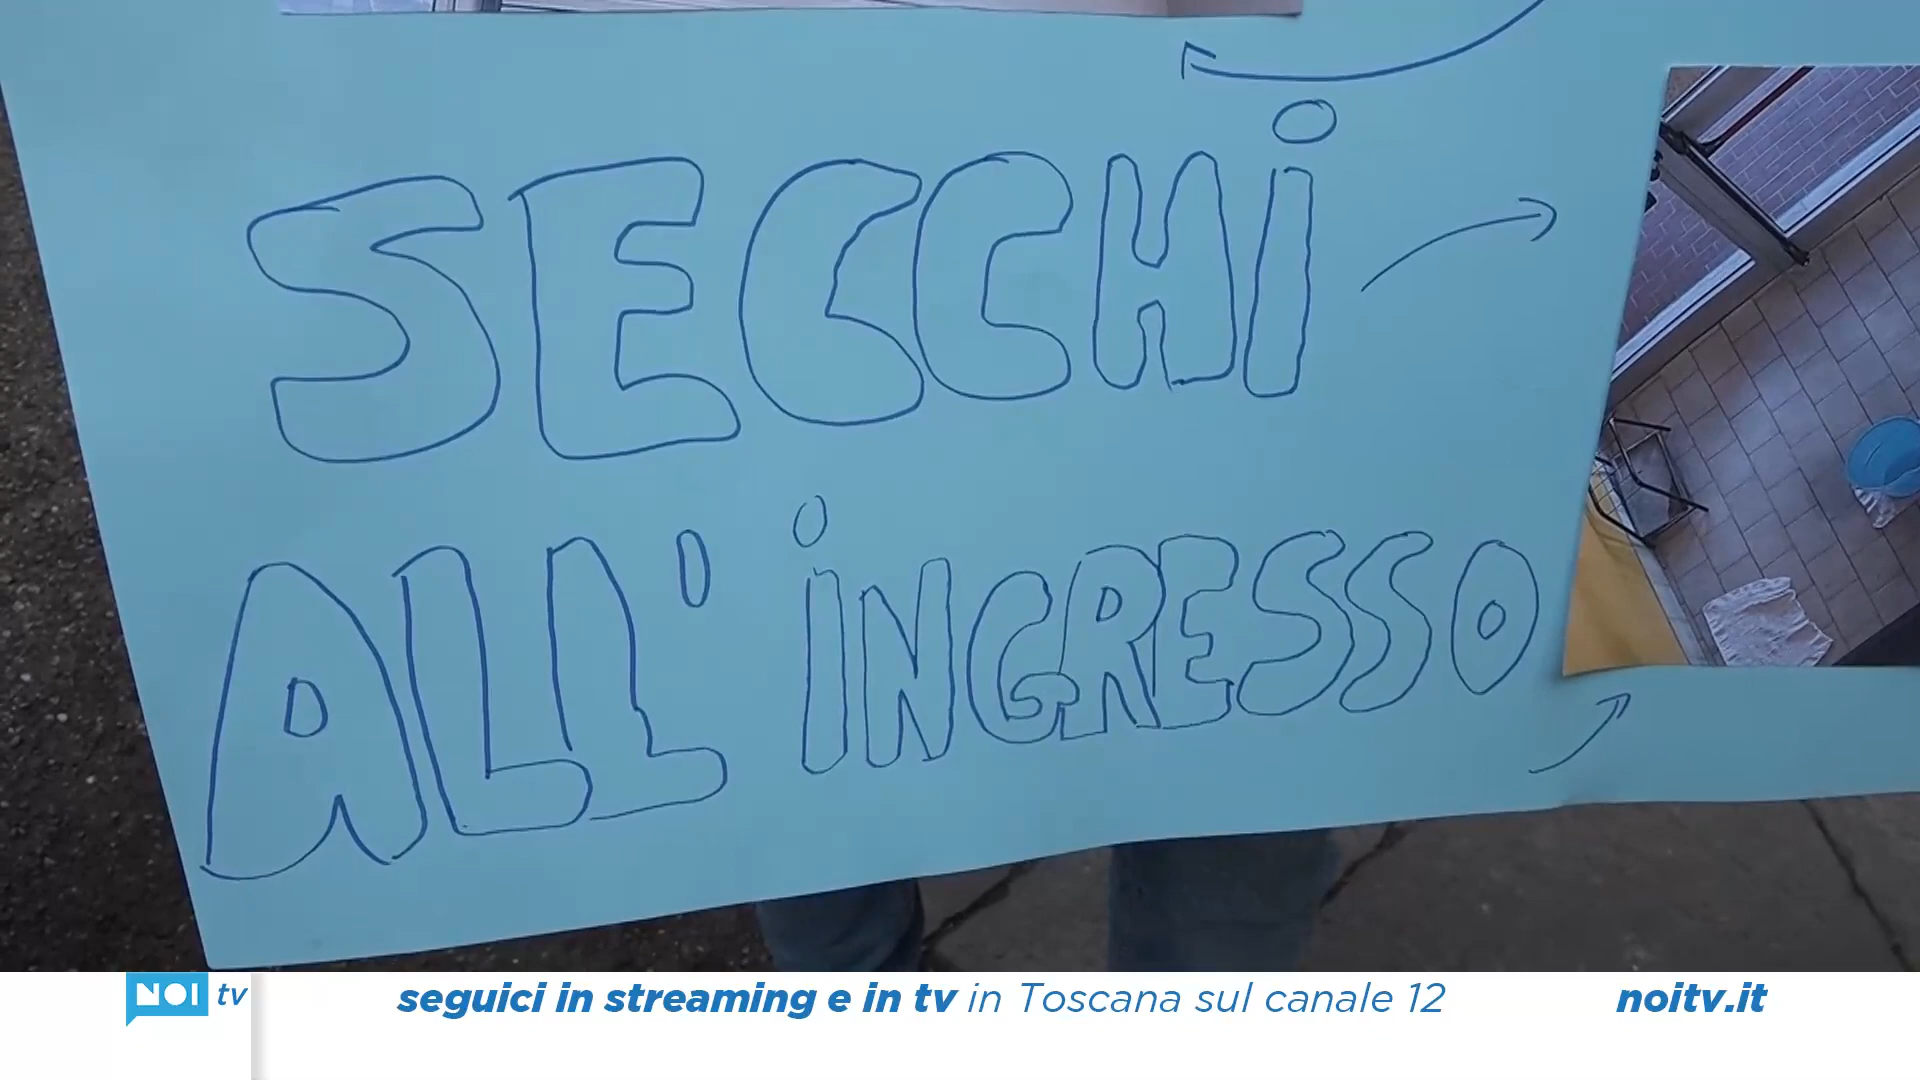 SECCHi
ALL' iNGRESSO
NOI tv
seguici in streaming e in tv in Toscana sul canale 12
noitv.it